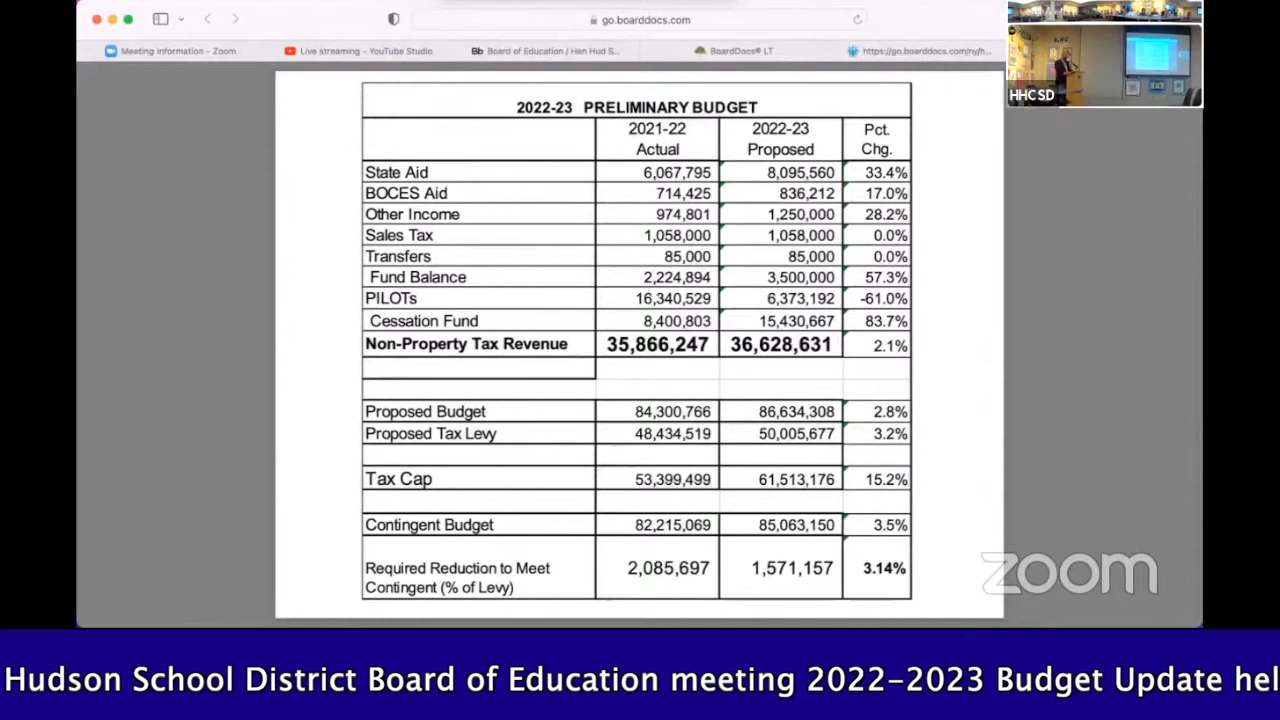 go.boarddocs.com
Meeting Information - Zoom
Live streaming - YouTube Studio
Bb Board of Education / Hen Hud S...
BoardDocs® LT
https://go.boarddocs.com/ny/h...
HHCSD
2022-23 PRELIMINARY BUDGET
2021-22 Actual 2022-23 Proposed Pct. Chg.
State Aid 6,067,795 8,095,560 33.4%
BOCES Aid 714,425 836,212 17.0%
Other Income 974,801 1,250,000 28.2%
Sales Tax 1,058,000 1,058,000 0.0%
Transfers 85,000 85,000 0.0%
Fund Balance 2,224,894 3,500,000 57.3%
PILOTs 16,340,529 6,373,192 -61.0%
Cessation Fund 8,400,803 15,430,667 83.7%
Non-Property Tax Revenue 35,866,247 36,628,631 2.1%
Proposed Budget 84,300,766 86,634,308 2.8%
Proposed Tax Levy 48,434,519 50,005,677 3.2%
Tax Cap 53,399,499 61,513,176 15.2%
Contingent Budget 82,215,069 85,063,150 3.5%
Required Reduction to Meet
Contingent (% of Levy) 2,085,697 1,571,157 3.14%
zoom
Hudson School District Board of Education meeting 2022-2023 Budget Update hel